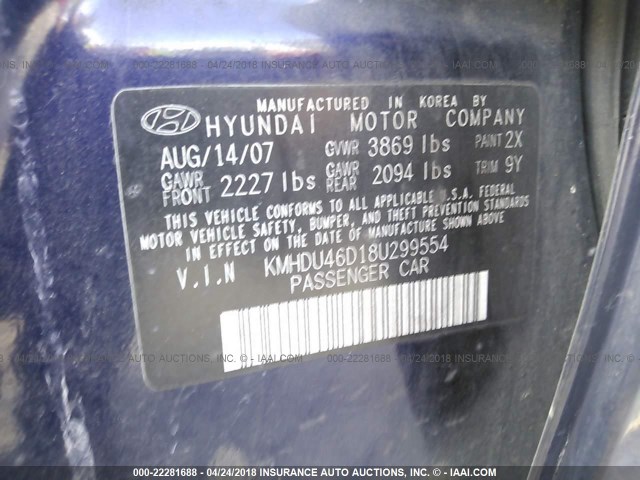 MANUFACTURED IN KOREA BY
HYUNDAI MOTOR COMPANY
AUG/14/07 GVWR 3869 lbs PAINT 2X
GAWR FRONT 2227 lbs GAWR REAR 2094 lbs TRIM 9Y
THIS VEHICLE CONFORMS TO ALL APPLICABLE U.S.A. FEDERAL
MOTOR VEHICLE SAFETY, BUMPER, AND THEFT PREVENTION STANDARDS
IN EFFECT ON THE DATE OF MANUFACTURE SHOWN ABOVE
V.I.N KMHDU46D18U299554
PASSENGER CAR
000-22281688 - 04/24/2018 INSURANCE AUTO AUCTIONS, INC. © - IAAI.COM